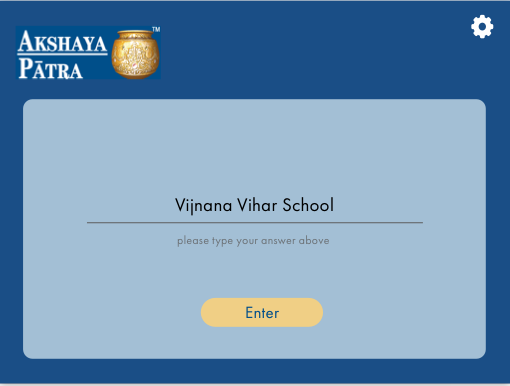 AKSHAYA
PĀTRA
TM
Vijnana Vihar School
please type your answer above
Enter